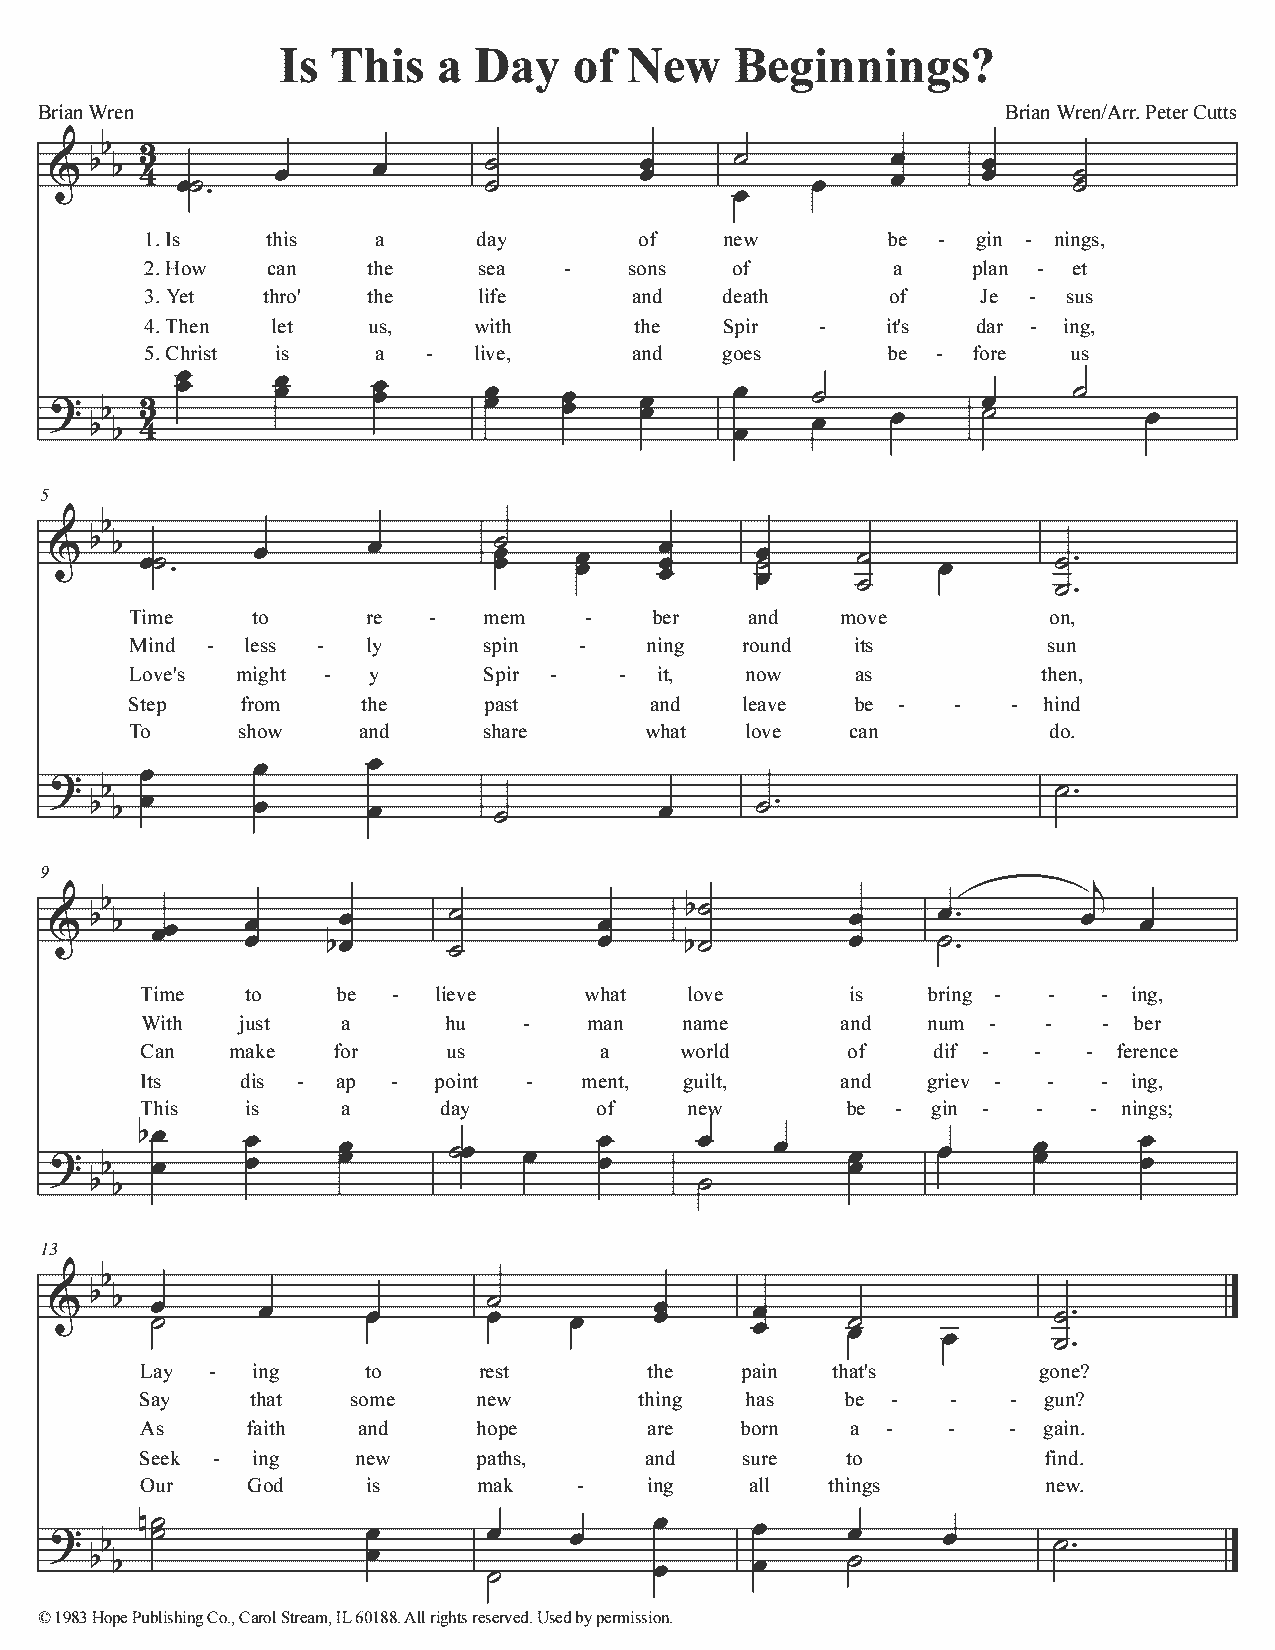 Is This a Day of New Beginnings?
Brian Wren
Brian Wren/Arr. Peter Cutts
3
4
1. Is this a day of new be - gin - nings,
2. How can the sea - sons of a plan - et
3. Yet thro' the life and death of Je - sus
4. Then let us, with the Spir - it's dar - ing,
5. Christ is a - live, and goes be - fore us
3
4
5
Time to re - mem - ber and move on,
Mind - less - ly spin - ning round its sun
Love's might - y Spir - - it, now as then,
Step from the past and leave be - - - hind
To show and share what love can do.
9
Time to be - lieve what love is bring - - - ing,
With just a hu - man name and num - - - ber
Can make for us a world of dif - - - ference
Its dis - ap - point - ment, guilt, and griev - - - ing,
This is a day of new be - gin - - - nings;
13
Lay - ing to rest the pain that's gone?
Say that some new thing has be - - - gun?
As faith and hope are born a - - - gain.
Seek - ing new paths, and sure to find.
Our God is mak - ing all things new.
© 1983 Hope Publishing Co., Carol Stream, IL 60188. All rights reserved. Used by permission.